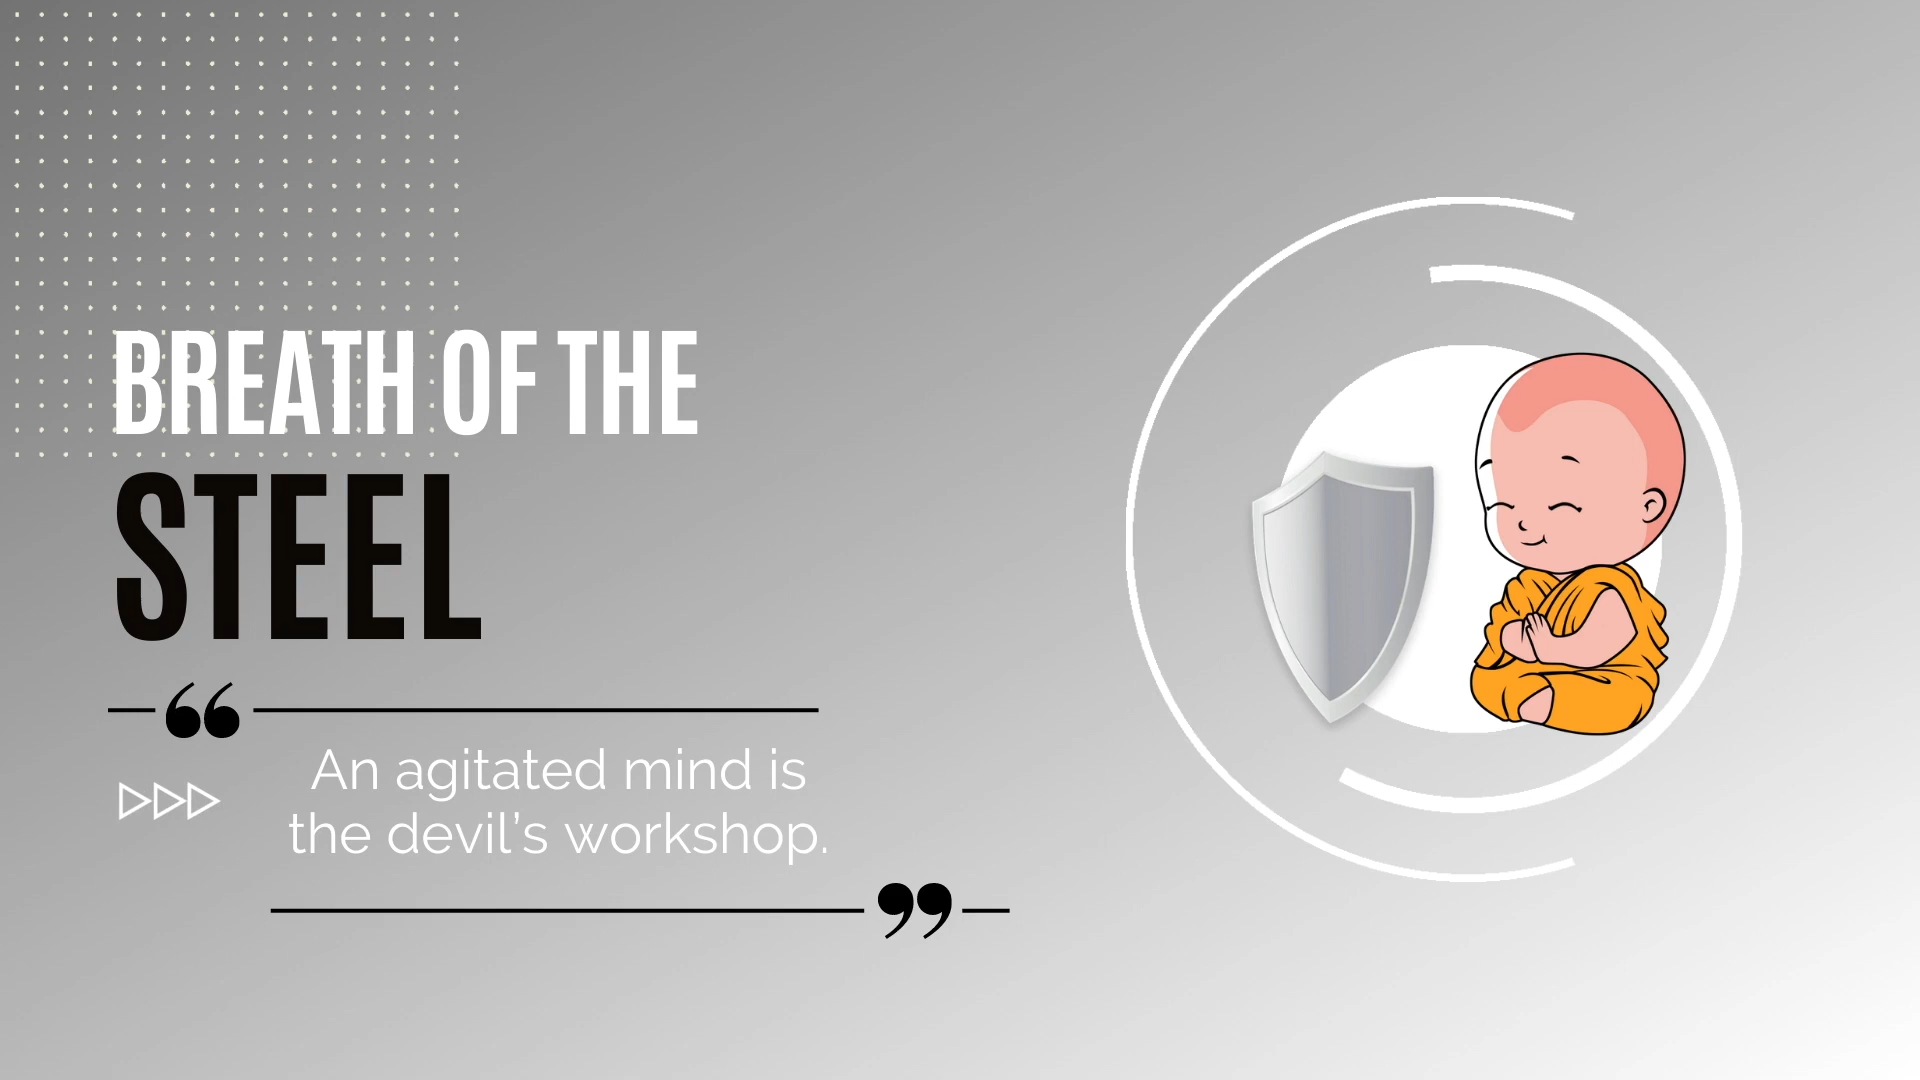 BREATH OF THE
STEEL
“
An agitated mind is
the devil’s workshop.
”